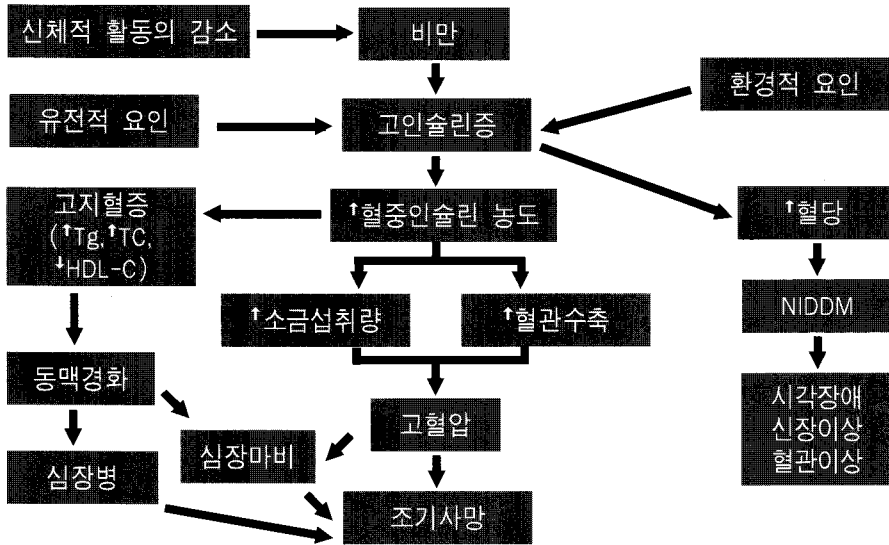 신체적 활동의 감소
비만
환경적 요인
유전적 요인
고인슐린증
고지혈증
(↑Tg,↑TC,
↓HDL-C)
↑혈중인슐린 농도
↑혈당
↑소금섭취량
↑혈관수축
NIDDM
동맥경화
고혈압
시각장애
신장이상
혈관이상
심장마비
심장병
조기사망